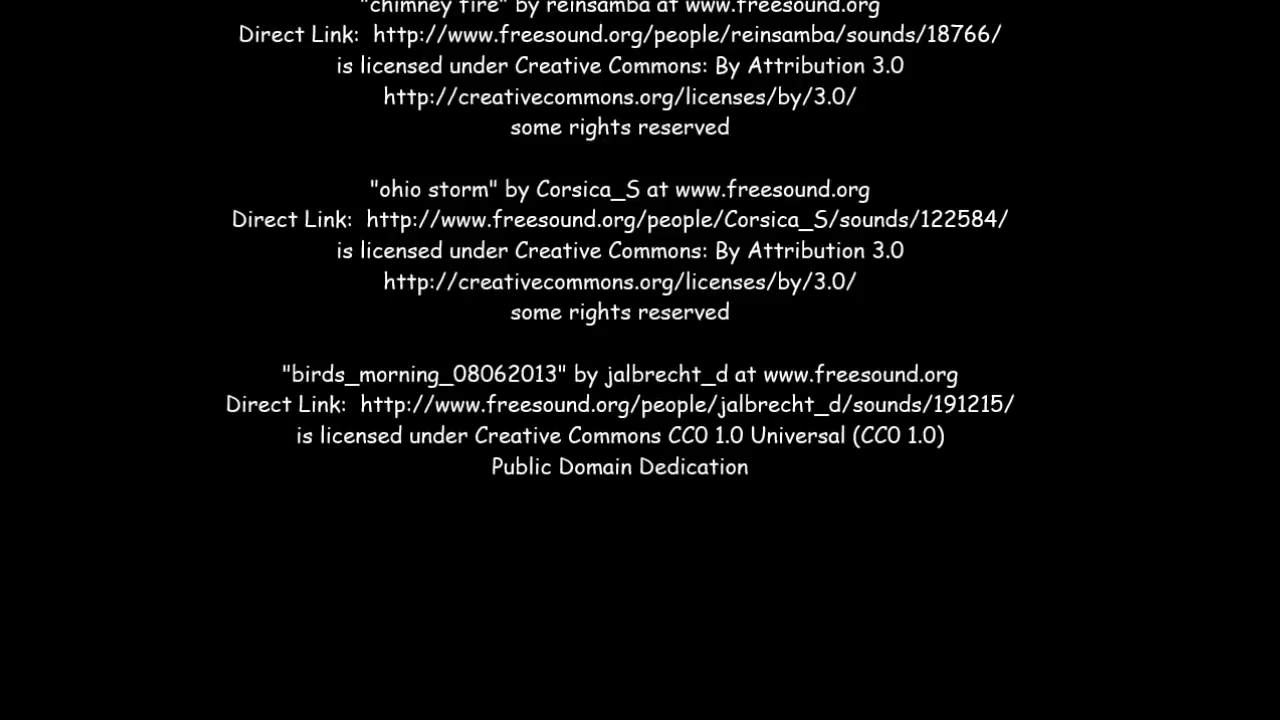 "chimney fire" by reinsamba at www.freesound.org
Direct Link:  http://www.freesound.org/people/reinsamba/sounds/18766/
is licensed under Creative Commons: By Attribution 3.0
http://creativecommons.org/licenses/by/3.0/
some rights reserved
"ohio storm" by Corsica_S at www.freesound.org
Direct Link:  http://www.freesound.org/people/Corsica_S/sounds/122584/
is licensed under Creative Commons: By Attribution 3.0
http://creativecommons.org/licenses/by/3.0/
some rights reserved
"birds_morning_08062013" by jalbrecht_d at www.freesound.org
Direct Link:  http://www.freesound.org/people/jalbrecht_d/sounds/191215/
is licensed under Creative Commons CC0 1.0 Universal (CC0 1.0)
Public Domain Dedication